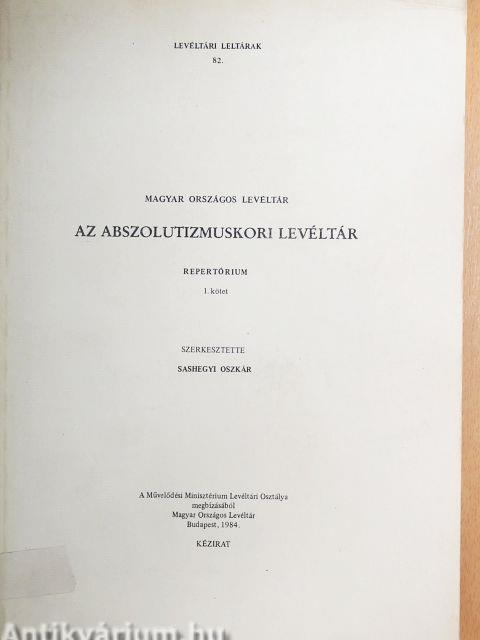 LEVÉLTÁRI LELTÁRAK
82.
MAGYAR ORSZÁGOS LEVÉLTÁR
AZ ABSZOLUTIZMUSKORI LEVÉLTÁR
REPERTÓRIUM
1. kötet
SZERKESZTETTE
SASHEGYI OSZKÁR
A Művelődési Minisztérium Levéltári Osztálya
megbízásából
Magyar Országos Levéltár
Budapest, 1984.
KÉZIRAT
Antikvárium.hu